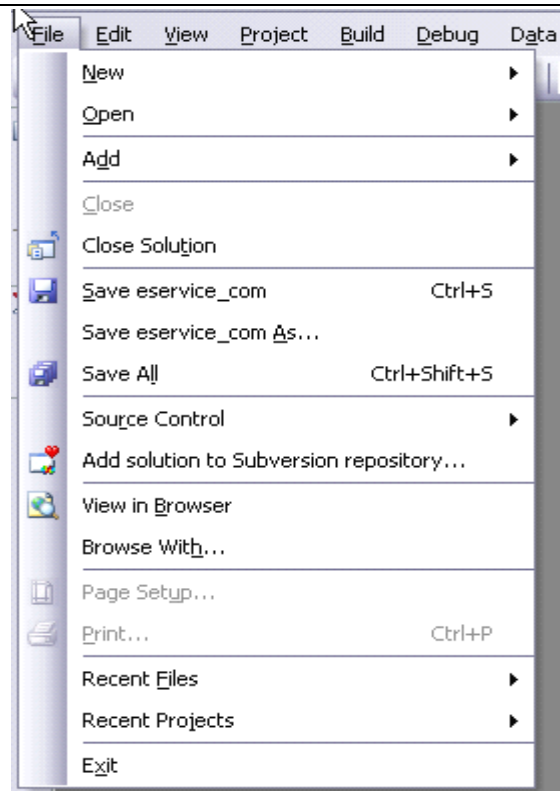 File Edit View Project Build Debug Data
New
Open
Add
Close
Close Solution
Save eservice_com Ctrl+S
Save eservice_com As...
Save All Ctrl+Shift+S
Source Control
Add solution to Subversion repository...
View in Browser
Browse With...
Page Setup...
Print... Ctrl+P
Recent Files
Recent Projects
Exit